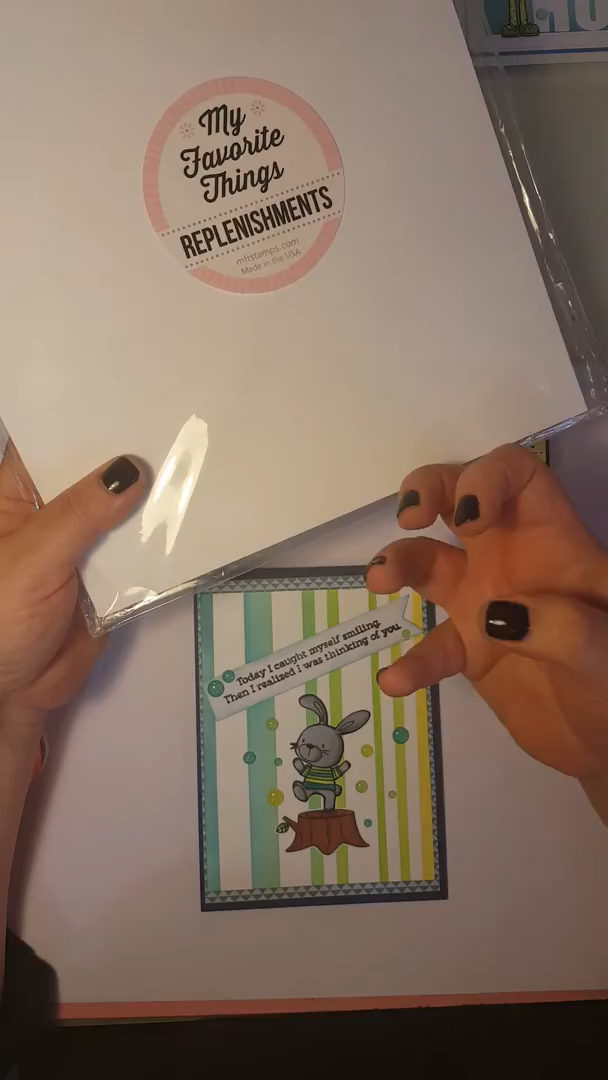 My
Favorite
Things
REPLENISHMENTS
mftstamps.com
Made in the USA
Today I caught myself smiling.
Then I realized I was thinking of you.